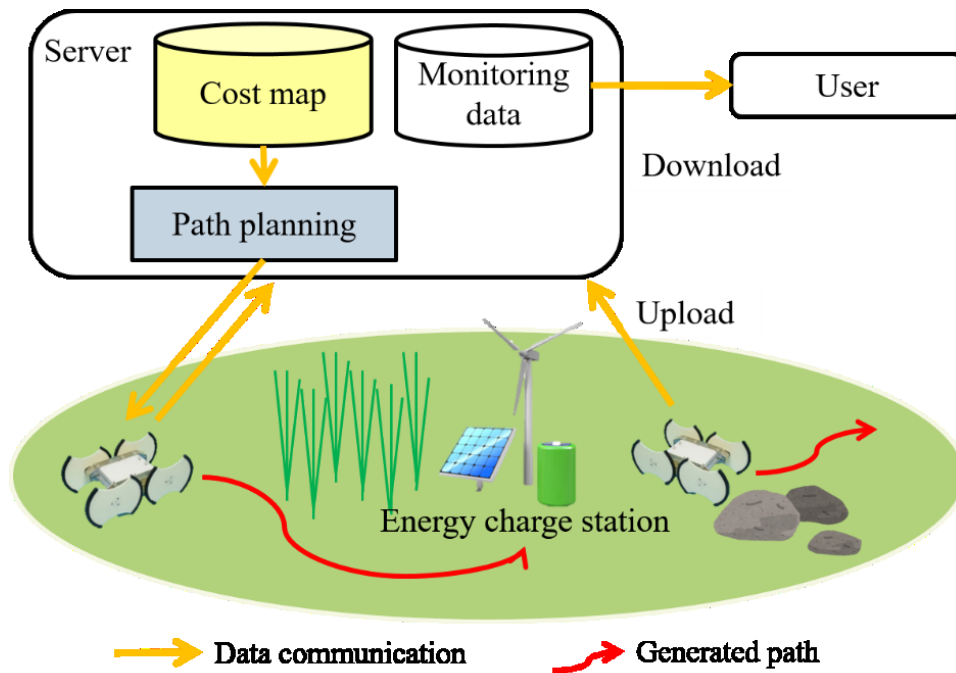 Server
Cost map
Monitoring
data
User
Download
Path planning
Upload
Energy charge station
Data communication
Generated path